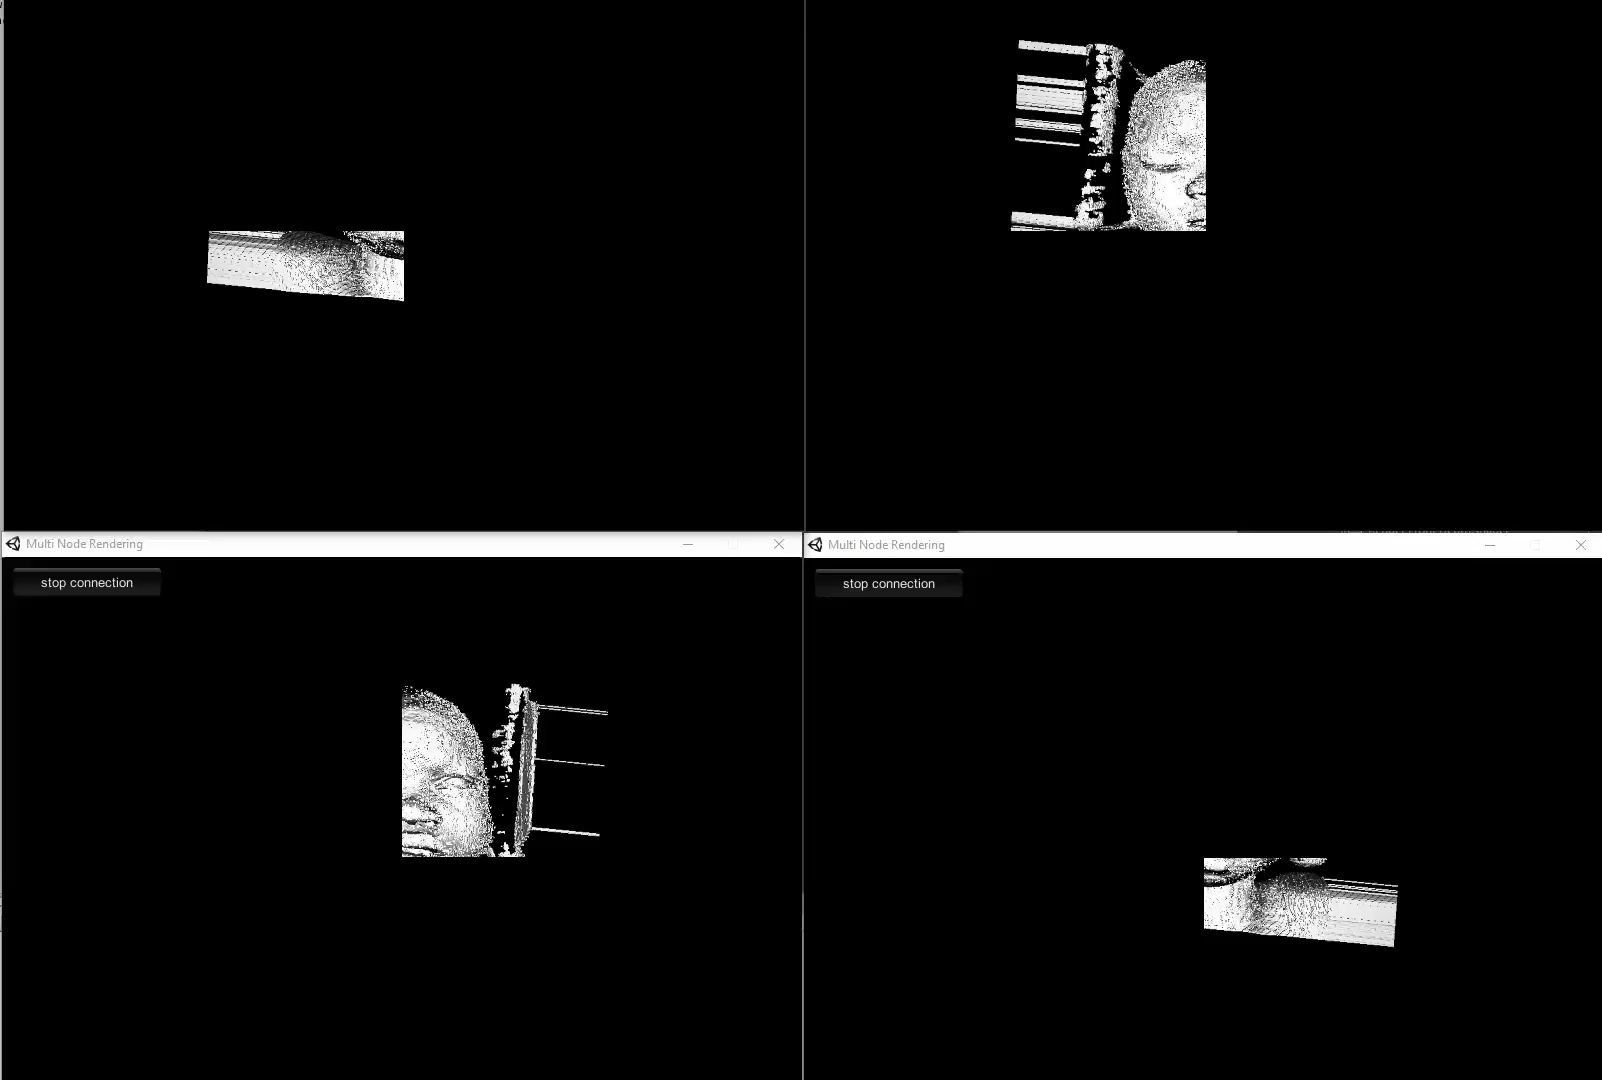 Multi Node Rendering
Multi Node Rendering
stop connection
stop connection